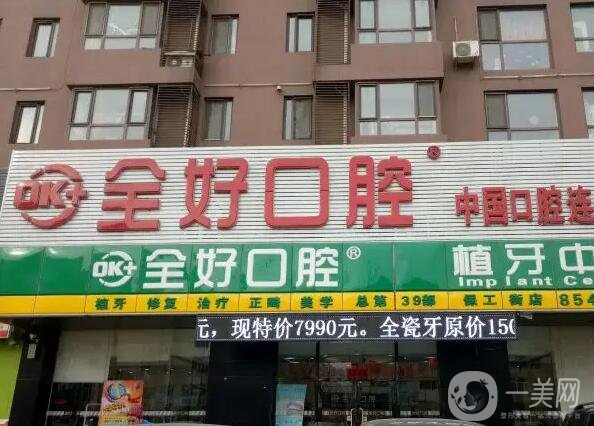 OK+ 全好口腔® 中国口腔连
OK+ 全好口腔® 植牙中
Implant Ce
植牙 修复 治疗 正畸 美学 总第39部 保工街店 854
元，现特价7990元。全瓷牙原价150
一美网